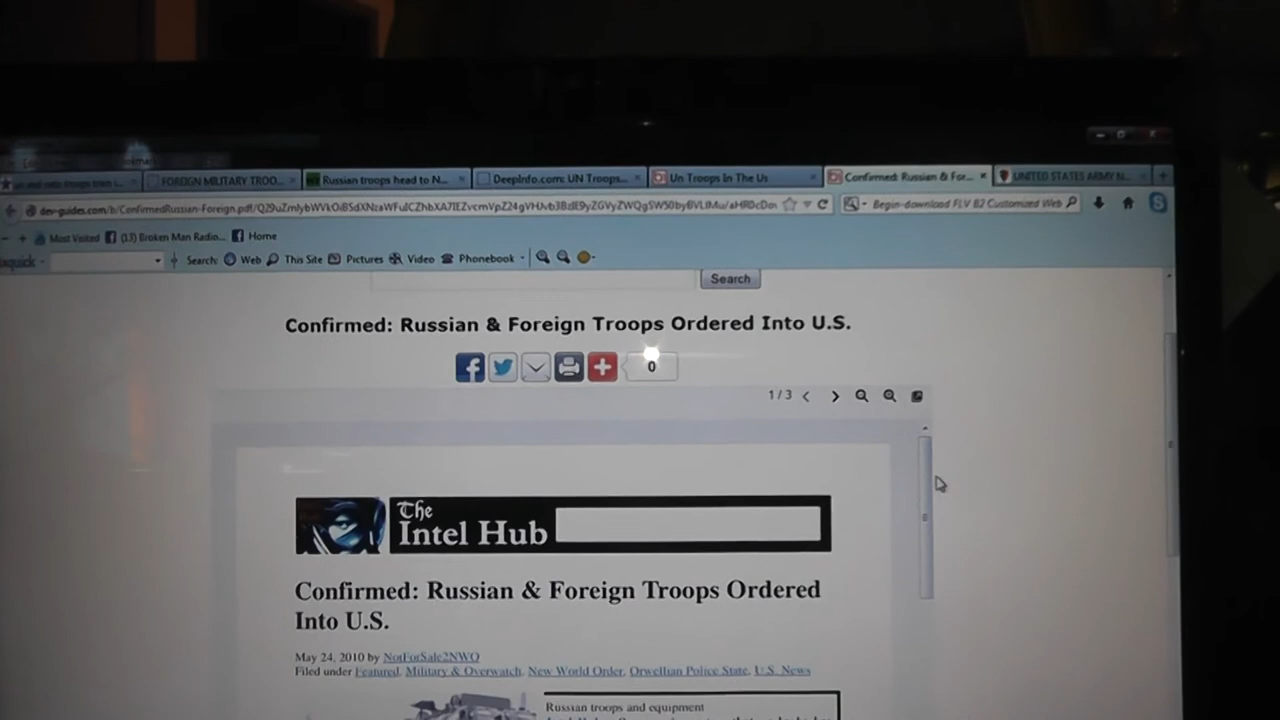 FOREIGN MILITARY TROO...
Russian troops head to N...
DeepInfo.com: UN Troops...
Un Troops In The Us
Confirmed: Russian & For...
UNITED STATES ARMY N...
Begin-download FLV B2 Customized Web
Most Visited
(13) Broken Man Radio...
Home
Search: Web This Site Pictures Video Phonebook
Search
Confirmed: Russian & Foreign Troops Ordered Into U.S.
0
1 / 3
The
Intel Hub
Confirmed: Russian & Foreign Troops Ordered
Into U.S.
May 24, 2010 by NotForSale2NWO
Filed under Featured, Military & Overwatch, New World Order, Orwellian Police State, U.S. News
Russian troops and equipment